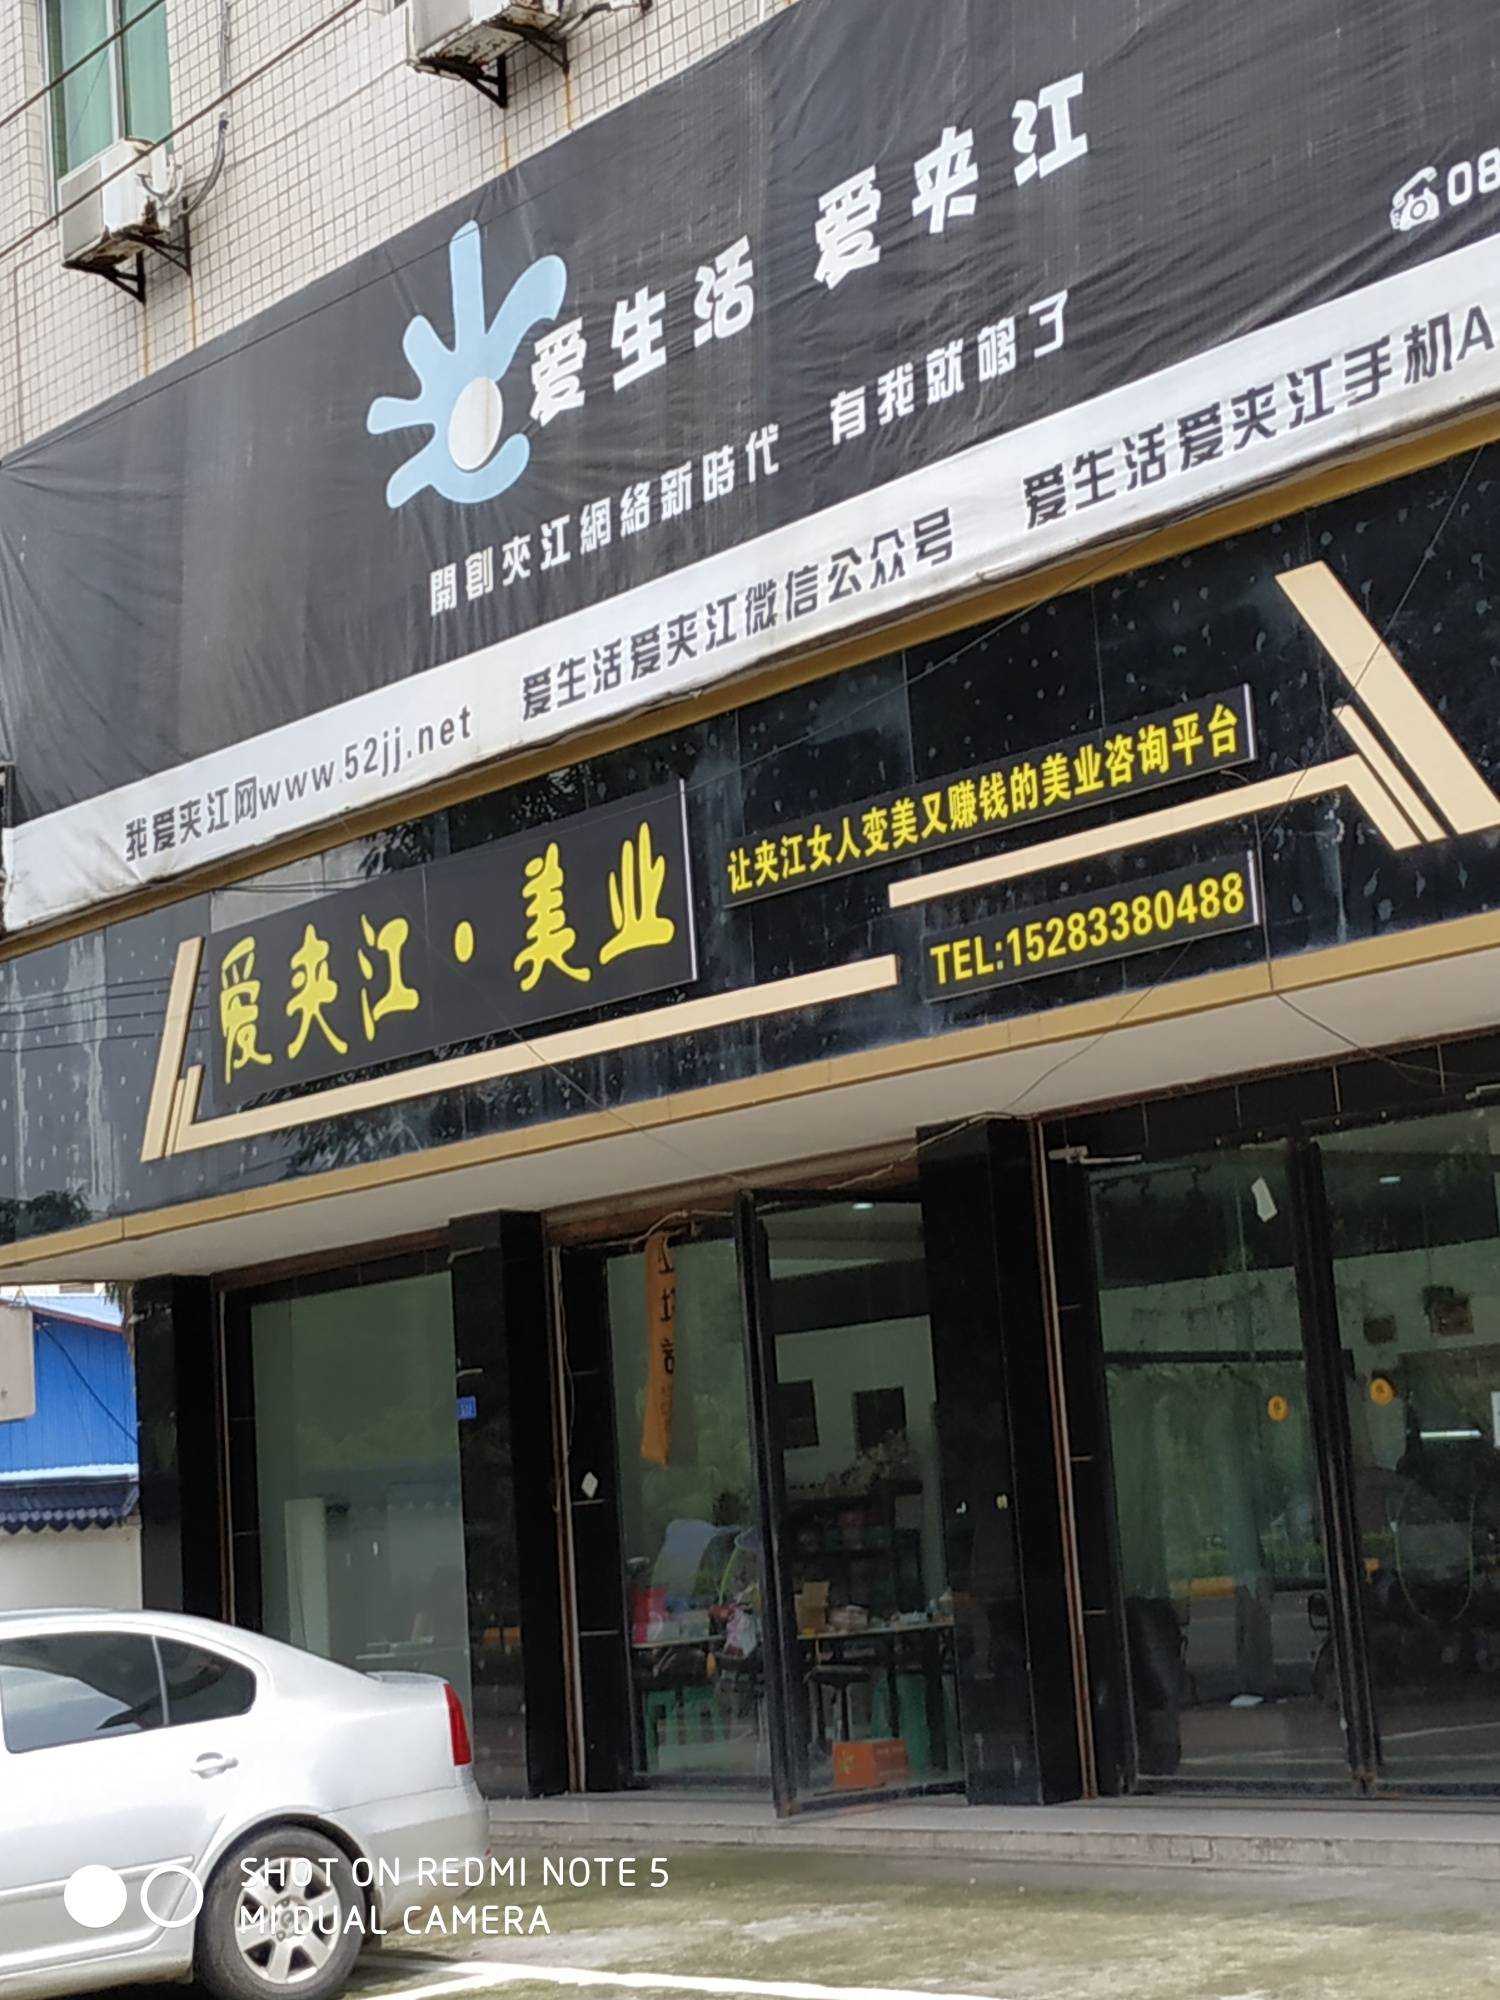 爱生活 爱夹江
08
開創夾江網絡新時代 有我就够了
我爱夹江网www.52jj.net 爱生活爱夹江微信公众号 爱生活爱夹江手机A
爱夹江·美业
让夹江女人变美又赚钱的美业咨询平台
TEL:15283380488
SHOT ON REDMI NOTE 5
MI DUAL CAMERA